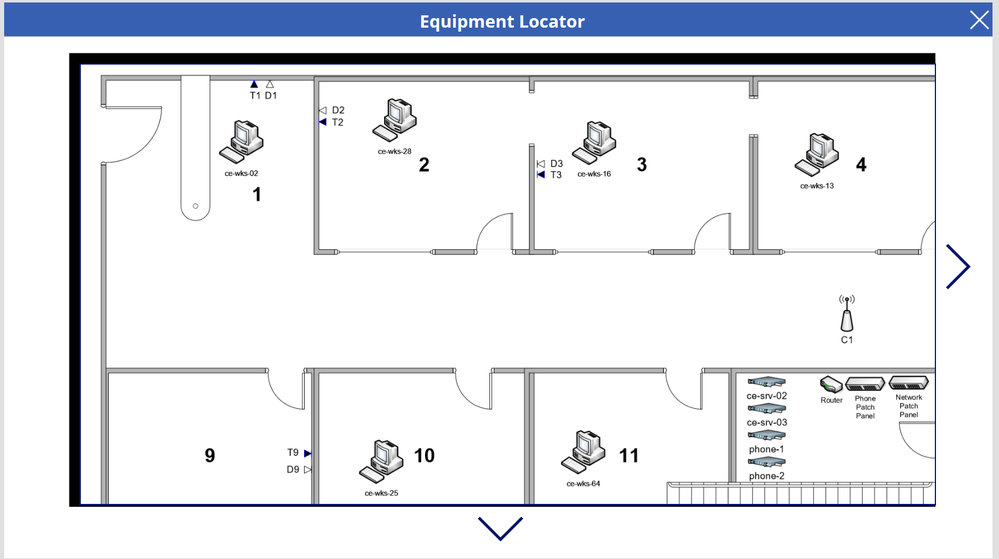 Equipment Locator
T1 D1
ce-wks-02
1
D2
T2
ce-wks-28
2
D3
T3
ce-wks-16
3
ce-wks-13
4
C1
9
T9
D9
ce-wks-25
10
ce-wks-64
11
ce-srv-02
ce-srv-03
phone-1
phone-2
Router
Phone
Patch
Panel
Network
Patch
Panel